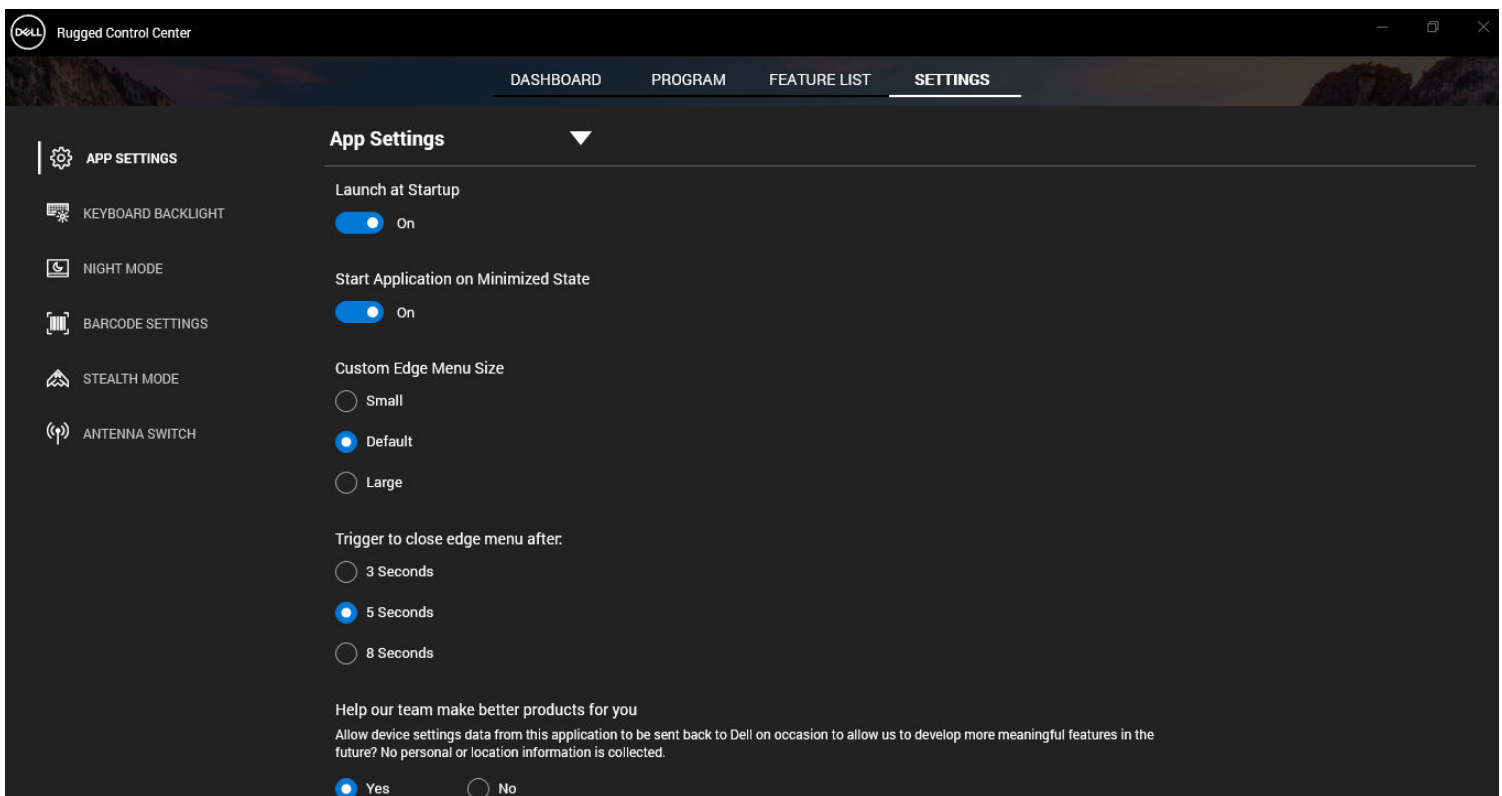 DELL
Rugged Control Center
DASHBOARD PROGRAM FEATURE LIST SETTINGS
APP SETTINGS
KEYBOARD BACKLIGHT
NIGHT MODE
BARCODE SETTINGS
STEALTH MODE
ANTENNA SWITCH
App Settings
Launch at Startup
On
Start Application on Minimized State
On
Custom Edge Menu Size
Small
Default
Large
Trigger to close edge menu after:
3 Seconds
5 Seconds
8 Seconds
Help our team make better products for you
Allow device settings data from this application to be sent back to Dell on occasion to allow us to develop more meaningful features in the
future? No personal or location information is collected.
Yes No